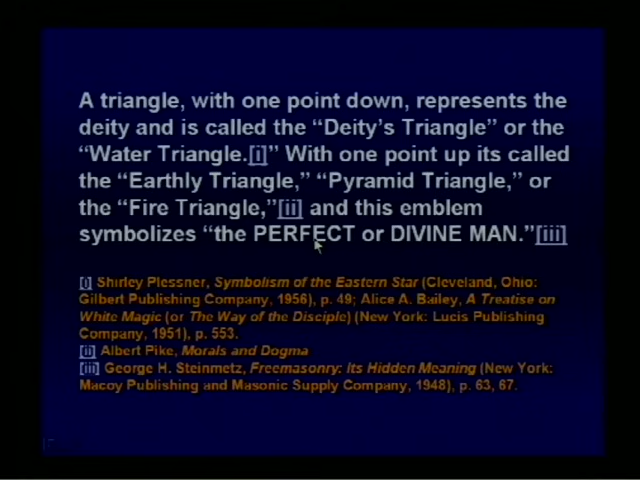 A triangle, with one point down, represents the
deity and is called the “Deity’s Triangle” or the
“Water Triangle.[i]” With one point up its called
the “Earthly Triangle,” “Pyramid Triangle,” or
the “Fire Triangle,”[ii] and this emblem
symbolizes “the PERFECT or DIVINE MAN.”[iii]
[i] Shirley Plessner, Symbolism of the Eastern Star (Cleveland, Ohio:
Gilbert Publishing Company, 1956), p. 49; Alice A. Bailey, A Treatise on
White Magic (or The Way of the Disciple) (New York: Lucis Publishing
Company, 1951), p. 553.
[ii] Albert Pike, Morals and Dogma
[iii] George H. Steinmetz, Freemasonry: Its Hidden Meaning (New York:
Macoy Publishing and Masonic Supply Company, 1948), p. 63, 67.